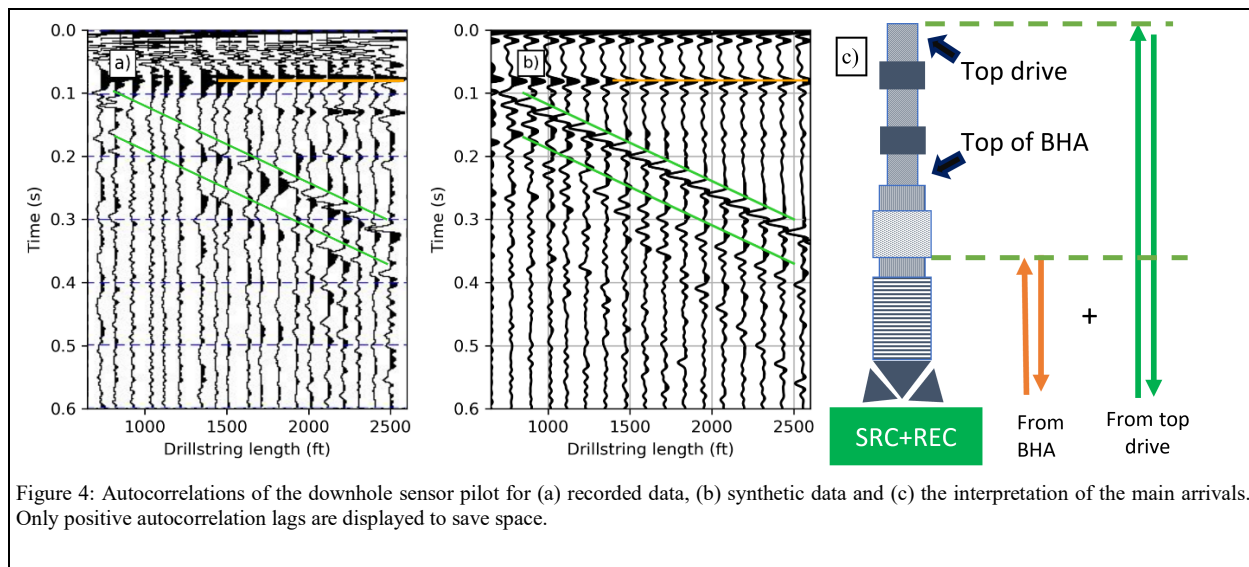 a)
0.0
0.1
0.2
0.3
0.4
0.5
0.6
Time (s)
1000 1500 2000 2500
Drillstring length (ft)
b)
0.0
0.1
0.2
0.3
0.4
0.5
0.6
Time (s)
1000 1500 2000 2500
Drillstring length (ft)
c)
Top drive
Top of BHA
+
SRC+REC
From
BHA
From top
drive
Figure 4: Autocorrelations of the downhole sensor pilot for (a) recorded data, (b) synthetic data and (c) the interpretation of the main arrivals.
Only positive autocorrelation lags are displayed to save space.